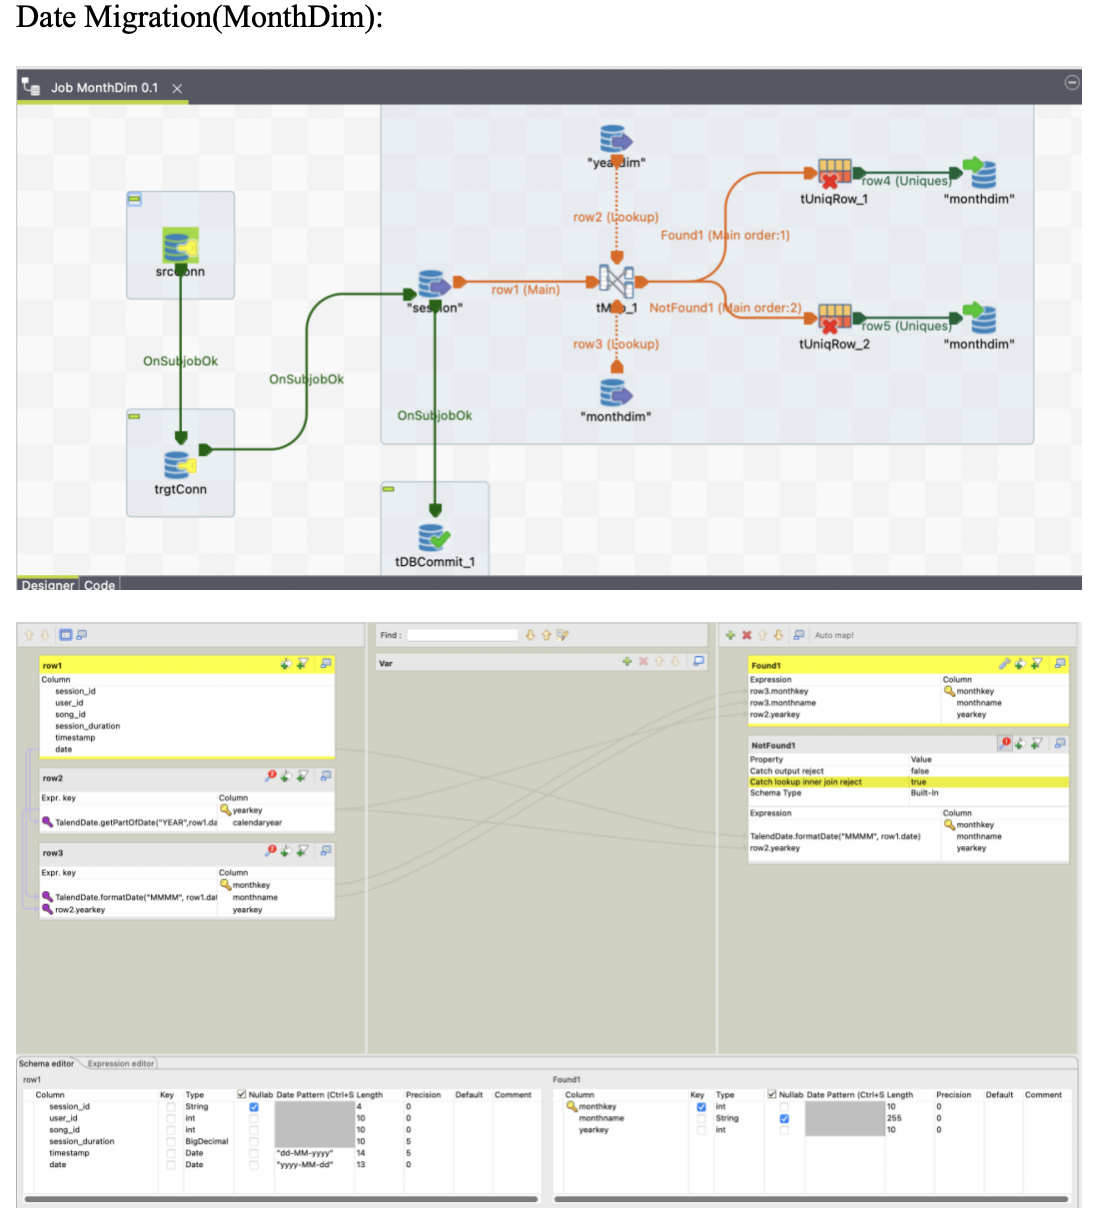 Date Migration(MonthDim):
Job MonthDim 0.1
"yeardim"
row2 (Lookup)
Found1 (Main order:1)
tUniqRow_1
row4 (Uniques)
"monthdim"
srcConn
"session"
row1 (Main)
tMap_1
NotFound1 (Main order:2)
tUniqRow_2
row5 (Uniques)
"monthdim"
row3 (Lookup)
"monthdim"
OnSubjobOk
OnSubjobOk
OnSubjobOk
trgtConn
tDBCommit_1
Designer Code
Find :
Auto map!
row1
Column
session_id
user_id
song_id
session_duration
timestamp
date
row2
Expr. key Column
yearkey
TalendDate.getPartOfDate("YEAR",row1.da calendaryear
row3
Expr. key Column
monthkey
TalendDate.formatDate("MMMM", row1.dat monthname
row2.yearkey yearkey
Var
Found1
Expression Column
row3.monthkey monthkey
row3.monthname monthname
row2.yearkey yearkey
NotFound1
Property Value
Catch output reject false
Catch lookup inner join reject true
Schema Type Built-In
Expression Column
monthkey
TalendDate.formatDate("MMMM", row1.date) monthname
row2.yearkey yearkey
Schema editor Expression editor
row1
Column Key Type Nullab Date Pattern (Ctrl+S Length Precision Default Comment
session_id String 4 0
user_id int 10 0
song_id int 10 0
session_duration BigDecimal 10 5
timestamp Date "dd-MM-yyyy" 14 5
date Date "yyyy-MM-dd" 13 0
Found1
Column Key Type Nullab Date Pattern (Ctrl+S Length Precision Default Comment
monthkey int 10 0
monthname String 255 0
yearkey int 10 0